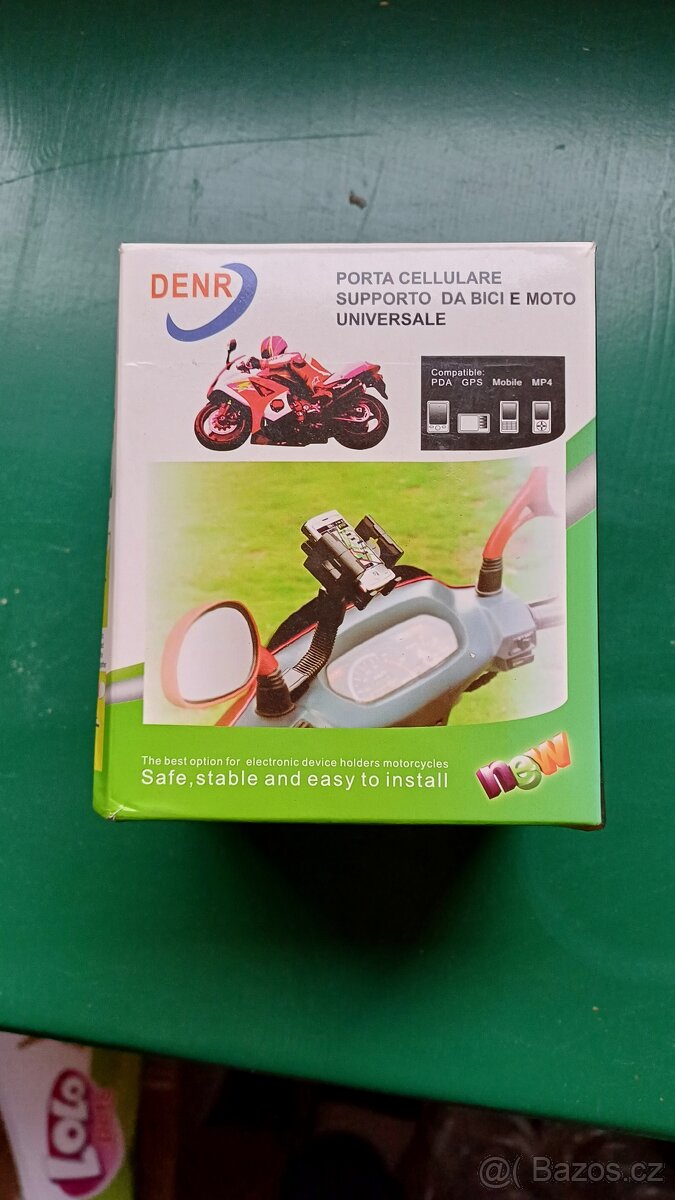 DENR
PORTA CELLULARE
SUPPORTO DA BICI E MOTO
UNIVERSALE
Compatible:
PDA GPS Mobile MP4
The best option for electronic device holders motorcycles
Safe,stable and easy to install
new
LOLO
@( Bazos.cz